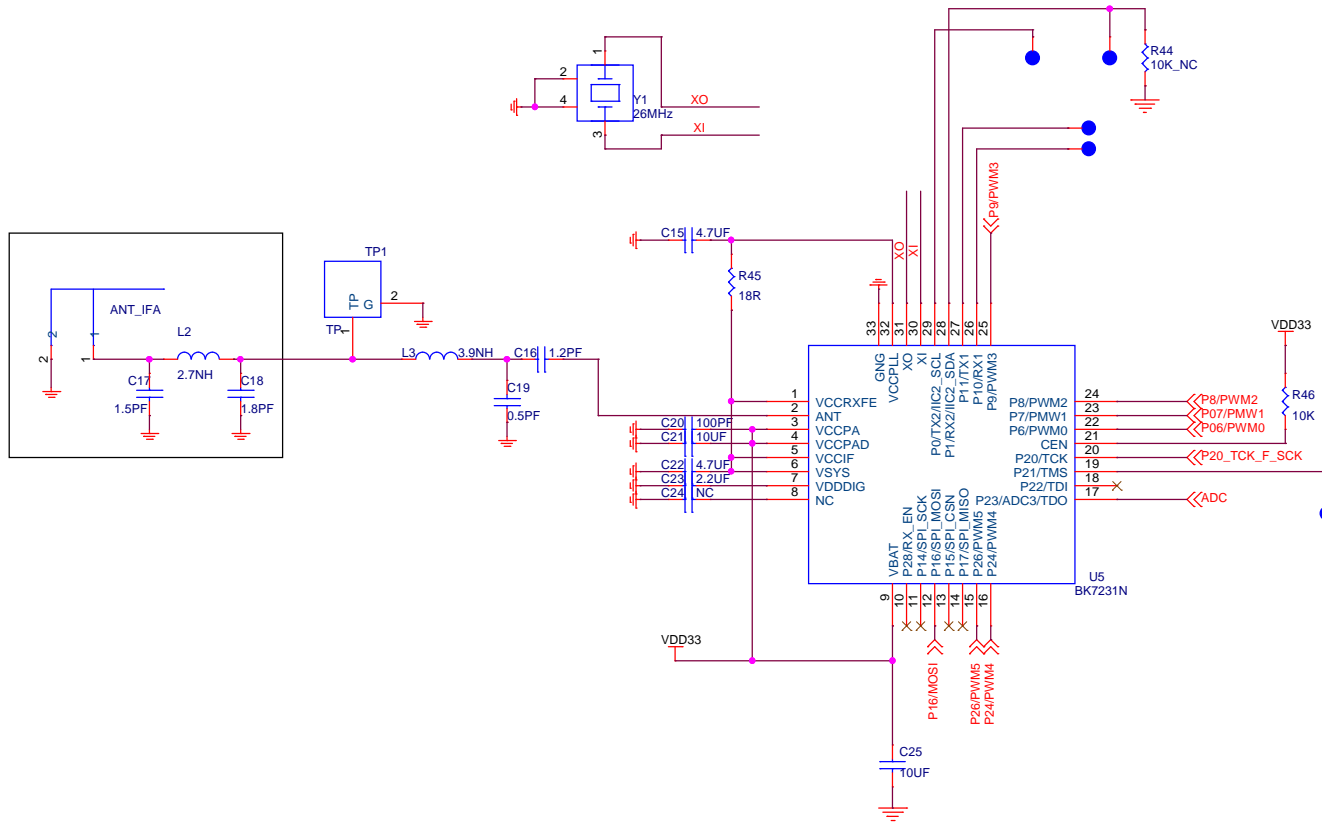 1
2
4
3
Y1
26MHz
XO
XI
R44
10K_NC
P9/PWM3
C15
4.7UF
R45
18R
XO
XI
TP1
TP
G
2
TP
1
ANT_IFA
2
1
2
1
L2
2.7NH
C17
1.5PF
C18
1.8PF
L3
3.9NH
C16
1.2PF
C19
0.5PF
33
32
31
30
29
28
27
26
25
GNG
VCCPLL
XO
XI
P0/TX2/IIC2_SCL
P1/RX2/IIC2_SDA
P11/TX1
P10/RX1
P9/PWM3
VDD33
R46
10K
1
VCCRXFE
2
ANT
C20
100PF
3
VCCPA
C21
10UF
4
VCCPAD
5
VCCIF
C22
4.7UF
6
VSYS
C23
2.2UF
7
VDDDIG
C24
NC
8
NC
P8/PWM2
24
P8/PWM2
P7/PMW1
23
P07/PMW1
P6/PWM0
22
P06/PWM0
CEN
21
P20/TCK
20
P20_TCK_F_SCK
P21/TMS
19
P22/TDI
18
P23/ADC3/TDO
17
ADC
VBAT
P28/RX_EN
P14/SPI_SCK
P16/SPI_MOSI
P15/SPI_CSN
P17/SPI_MISO
P26/PWM5
P24/PWM4
9
10
11
12
13
14
15
16
U5
BK7231N
VDD33
P16/MOSI
P26/PWM5
P24/PWM4
C25
10UF